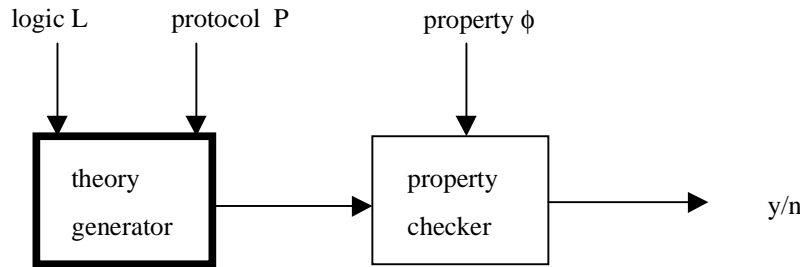 logic L
protocol P
property ϕ
theory
generator
property
checker
y/n